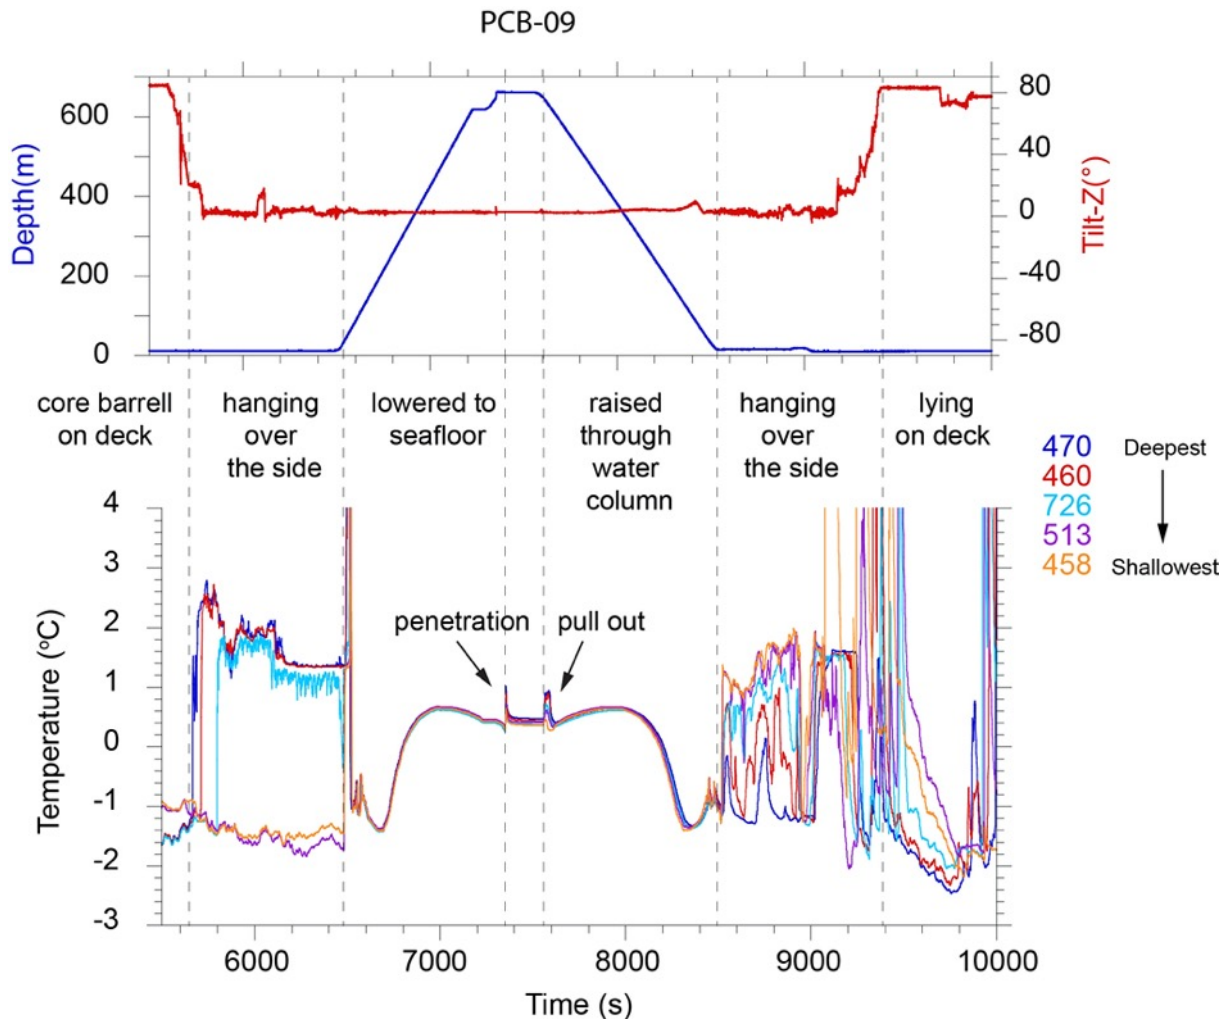 PCB-09
600
400
200
0
Depth(m)
80
40
0
-40
-80
Tilt-Z(°)
core barrell
on deck
hanging
over
the side
lowered to
seafloor
raised
through
water
column
hanging
over
the side
lying
on deck
470 Deepest
460
726
513
458 Shallowest
4
3
2
1
0
-1
-2
-3
Temperature (°C)
penetration
pull out
6000
7000
8000
9000
10000
Time (s)